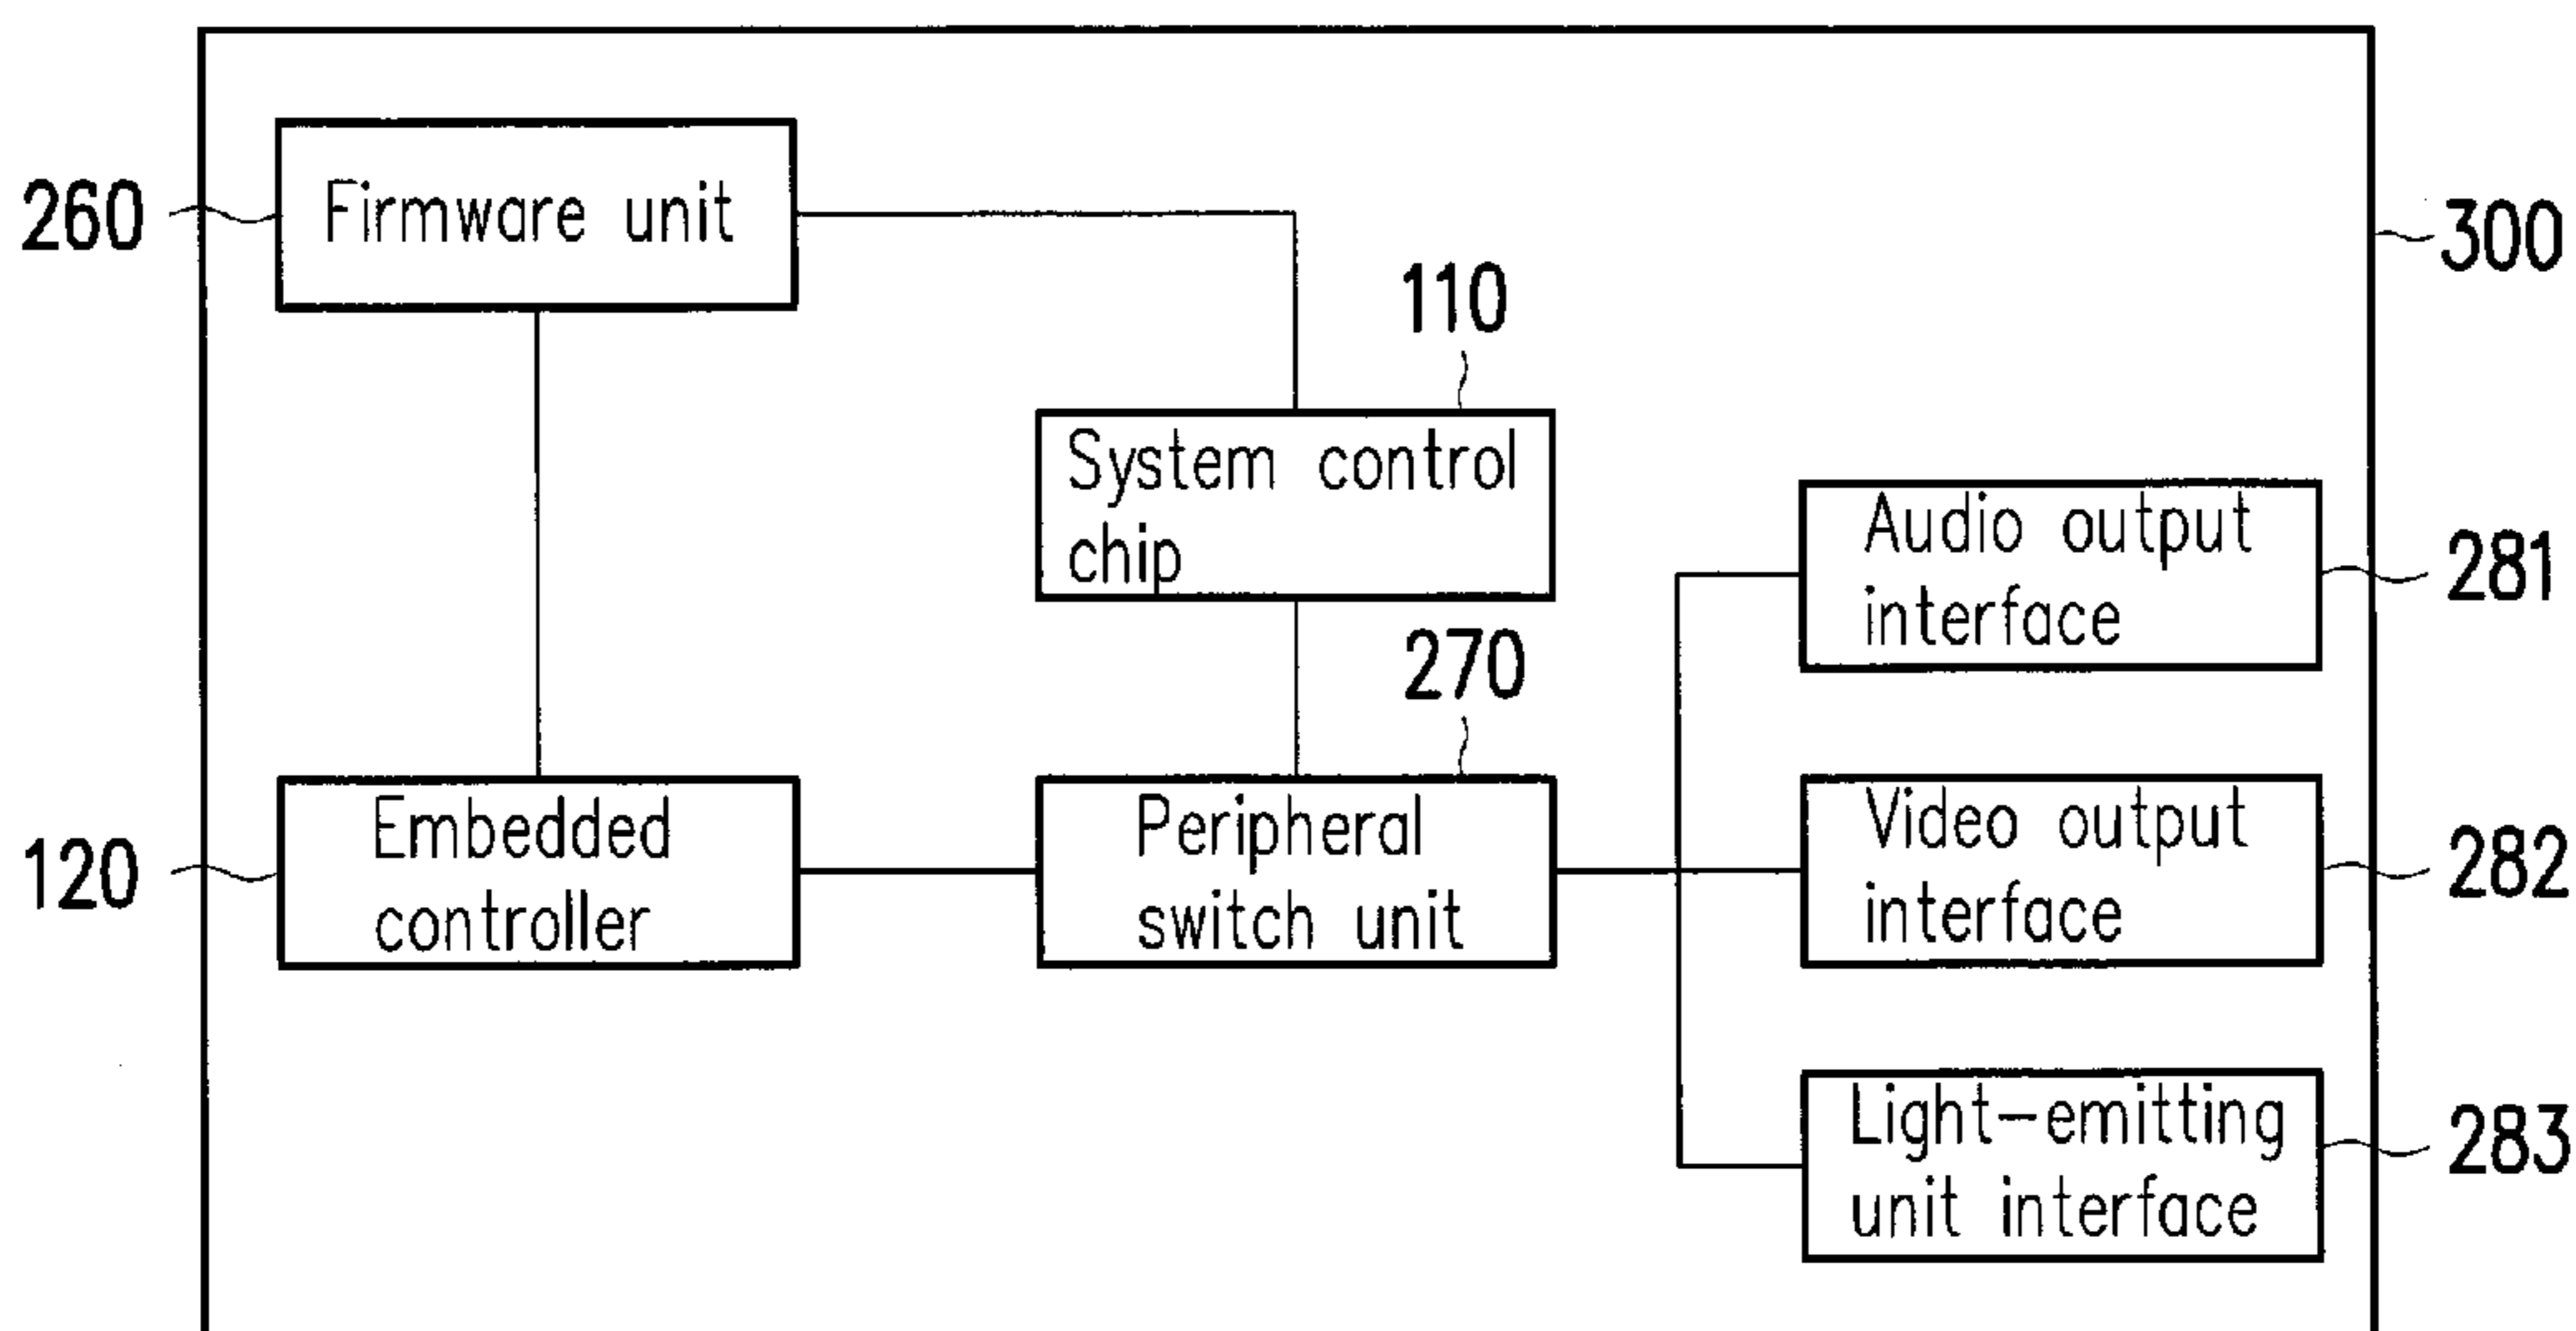 260
Firmware unit
300
110
System control
chip
Audio output
interface
281
270
120
Embedded
controller
Peripheral
switch unit
Video output
interface
282
Light-emitting
unit interface
283